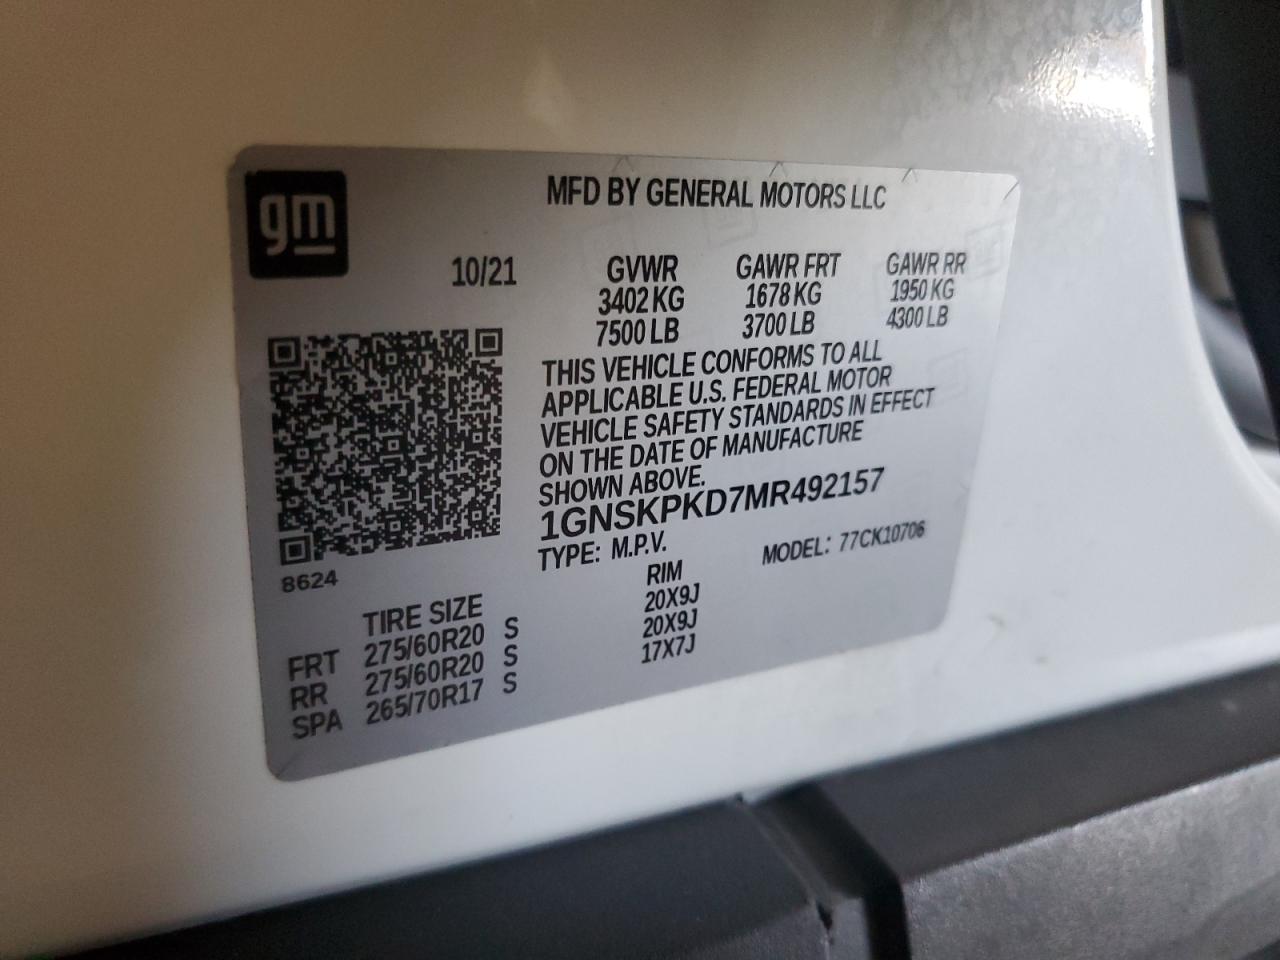 gm
MFD BY GENERAL MOTORS LLC
10/21 GVWR GAWR FRT GAWR RR
3402 KG 1678 KG 1950 KG
7500 LB 3700 LB 4300 LB
THIS VEHICLE CONFORMS TO ALL
APPLICABLE U.S. FEDERAL MOTOR
VEHICLE SAFETY STANDARDS IN EFFECT
ON THE DATE OF MANUFACTURE
SHOWN ABOVE.
1GNSKPKD7MR492157
TYPE: M.P.V. MODEL: 77CK10706
8624
TIRE SIZE RIM
FRT 275/60R20 S 20X9J
RR 275/60R20 S 20X9J
SPA 265/70R17 S 17X7J